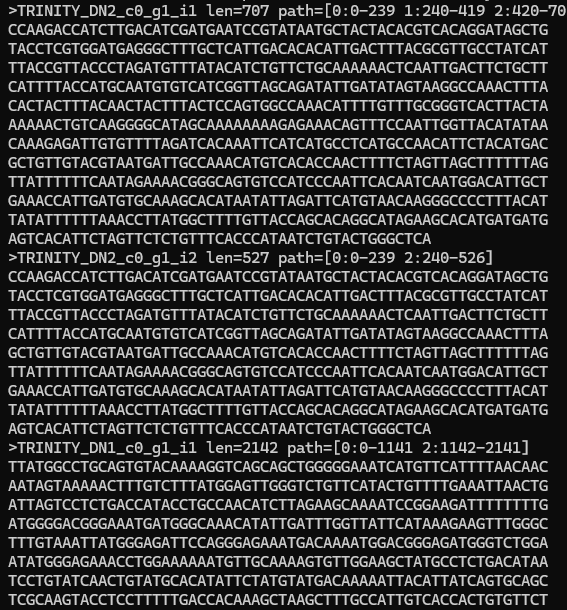 >TRINITY_DN2_c0_g1_i1 len=707 path=[0:0-239 1:240-419 2:420-70
CCAAGACCATCTTGACATCGATGAATCCGTATAATGCTACTACACGTCACAGGATAGCTG
TACCTCGTGGATGAGGGCTTTGCTCATTGACACACATTGACTTTACGCGTTGCCTATCAT
TTACCGTTACCCTAGATGTTTATACATCTGTTCTGCAAAAAACTCAATTGACTTCTGCTT
CATTTTACCATGCAATGTGTCATCGGTTAGCAGATATTGATATAGTAAGGCCAAACTTTA
CACTACTTTACAACTACTTTACTCCAGTGGCCAAACATTTTGTTTGCGGGTCACTTACTA
AAAAACTGTCAAGGGGCATAGCAAAAAAAAGAGAAACAGTTTCCAATTGGTTACATATAA
CAAAGAGATTGTGTTTTAGATCACAAATTCATCATGCCTCATGCCAACATTCTACATGAC
GCTGTTGTACGTAATGATTGCCAAACATGTCACACCAACTTTTCTAGTTAGCTTTTTTAG
TTATTTTTTCAATAGAAAACGGGCAGTGTCCATCCCAATTCACAATCAATGGACATTGCT
GAAACCATTGATGTGCAAAGCACATAATATTAGATTCATGTAACAAGGGCCCCTTTACAT
TATATTTTTTAAACCTTATGGCTTTTGTTACCAGCACAGGCATAGAAGCACATGATGATG
AGTCACATTCTAGTTCTCTGTTTCACCCATAATCTGTACTGGGCTCA
>TRINITY_DN2_c0_g1_i2 len=527 path=[0:0-239 2:240-526]
CCAAGACCATCTTGACATCGATGAATCCGTATAATGCTACTACACGTCACAGGATAGCTG
TACCTCGTGGATGAGGGCTTTGCTCATTGACACACATTGACTTTACGCGTTGCCTATCAT
TTACCGTTACCCTAGATGTTTATACATCTGTTCTGCAAAAAACTCAATTGACTTCTGCTT
CATTTTACCATGCAATGTGTCATCGGTTAGCAGATATTGATATAGTAAGGCCAAACTTTA
GCTGTTGTACGTAATGATTGCCAAACATGTCACACCAACTTTTCTAGTTAGCTTTTTTAG
TTATTTTTTCAATAGAAAACGGGCAGTGTCCATCCCAATTCACAATCAATGGACATTGCT
GAAACCATTGATGTGCAAAGCACATAATATTAGATTCATGTAACAAGGGCCCCTTTACAT
TATATTTTTTAAACCTTATGGCTTTTGTTACCAGCACAGGCATAGAAGCACATGATGATG
AGTCACATTCTAGTTCTCTGTTTCACCCATAATCTGTACTGGGCTCA
>TRINITY_DN1_c0_g1_i1 len=2142 path=[0:0-1141 2:1142-2141]
TTATGGCCTGCAGTGTACAAAAGGTCAGCAGCTGGGGGAAATCATGTTCATTTTAACAAC
AATAGTAAAAACTTTGTCTTTATGGAGTTGGGTCTGTTCATACTGTTTTGAAATTAACTG
ATTAGTCCTCTGACCATACCTGCCAACATCTTAGAAGCAAAATCCGGAAGATTTTTTTTG
ATGGGGACGGGAAATGATGGGCAAACATATTGATTTGGTTATTCATAAAGAAGTTTGGGC
TTTGTAAATTATGGGAGATTCCAGGGAGAAATGACAAAATGGACGGGAGATGGGTCTGGA
ATATGGGAGAAACCTGGAAAAAATGTTGCAAAAGTGTTGGAAGCTATGCCTCTGACATAA
TCCTGTATCAACTGTATGCACATATTCTATGTATGACAAAAATTACATTATCAGTGCAGC
TCGCAAGTACCTCCTTTTTGACCACAAAGCTAAGCTTTGCCATTGTCACCACTGTGTTCT